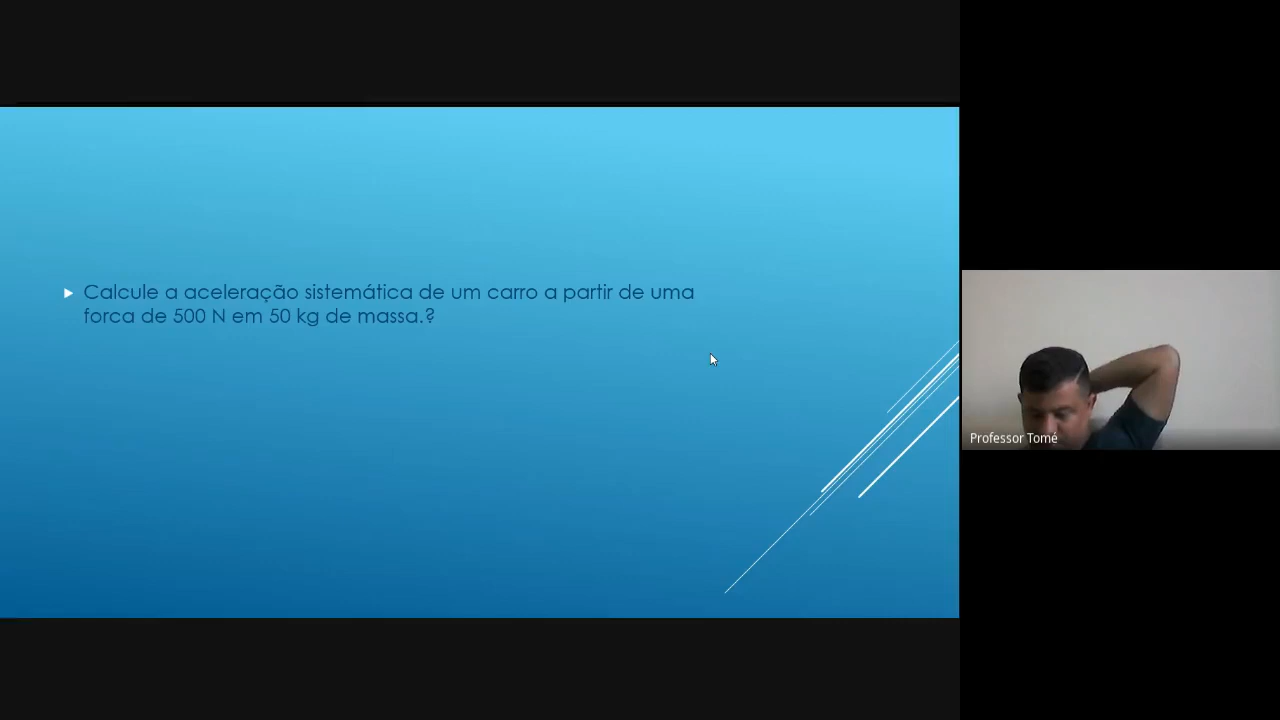 Calcule a aceleração sistemática de um carro a partir de uma
forca de 500 N em 50 kg de massa.?
Professor Tomé